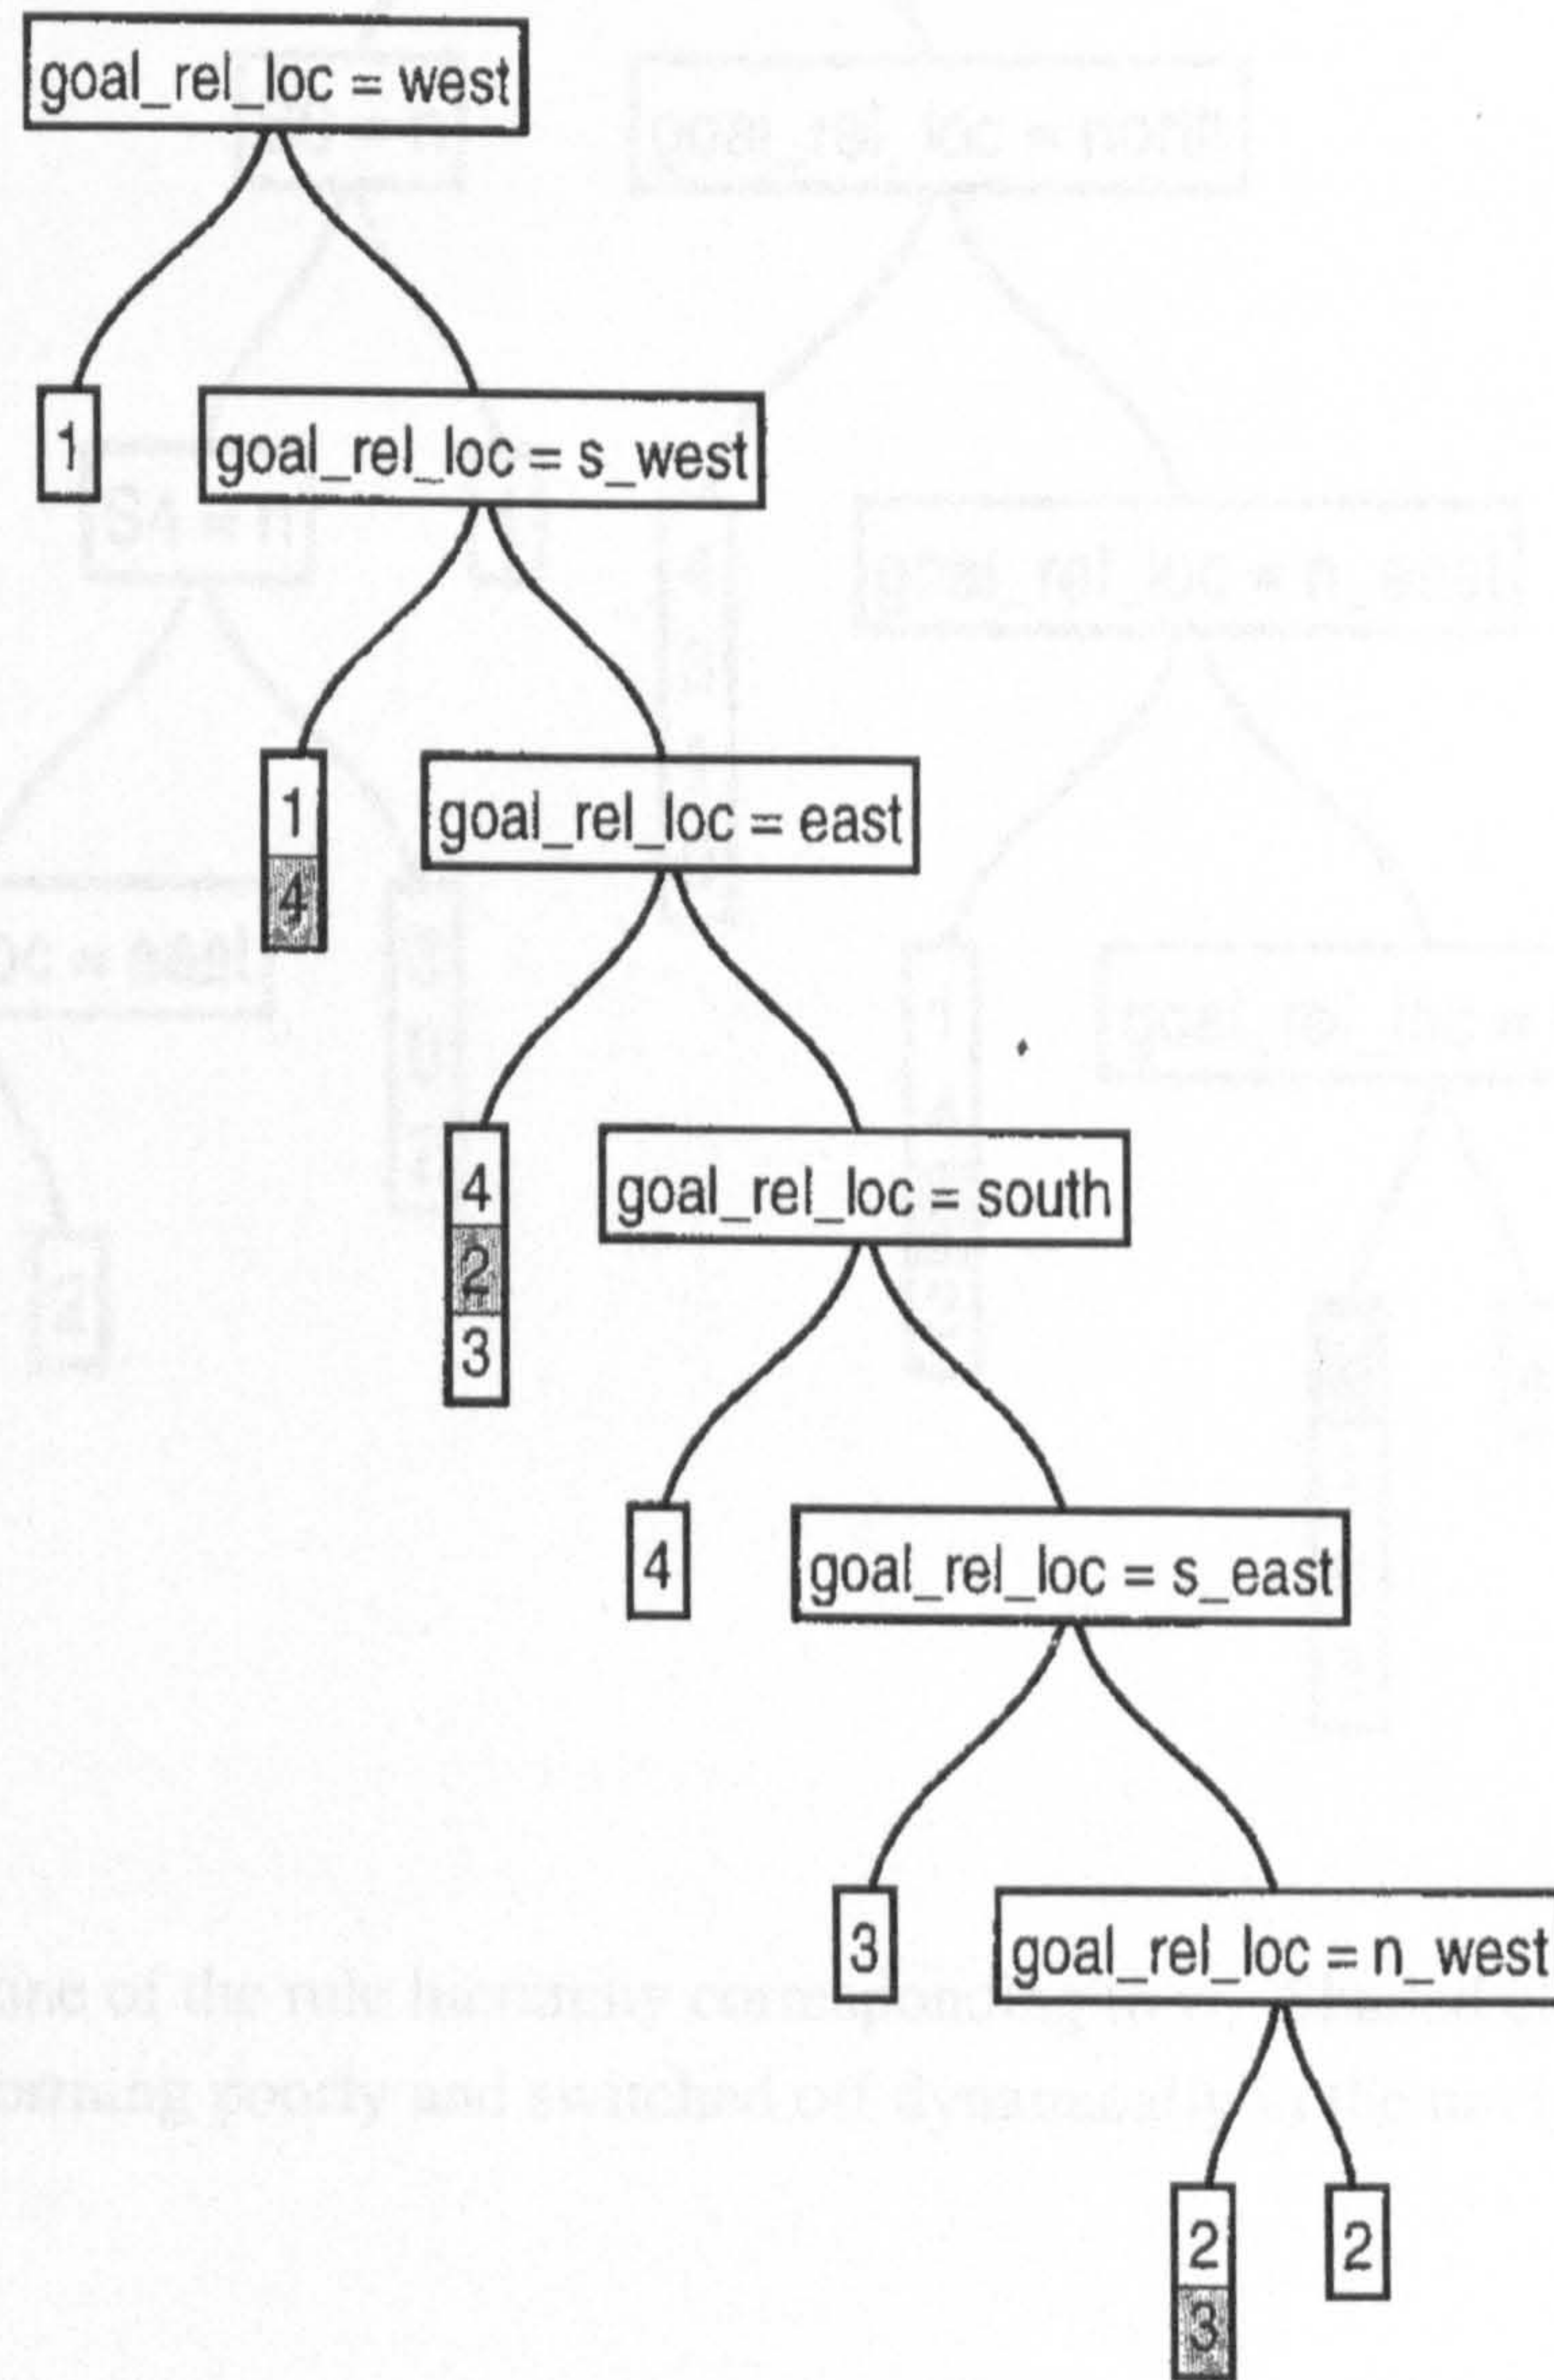 goal_rel_loc = west
1
goal_rel_loc = s_west
1
4
goal_rel_loc = east
4
2
3
goal_rel_loc = south
4
goal_rel_loc = s_east
3
goal_rel_loc = n_west
2
3
2